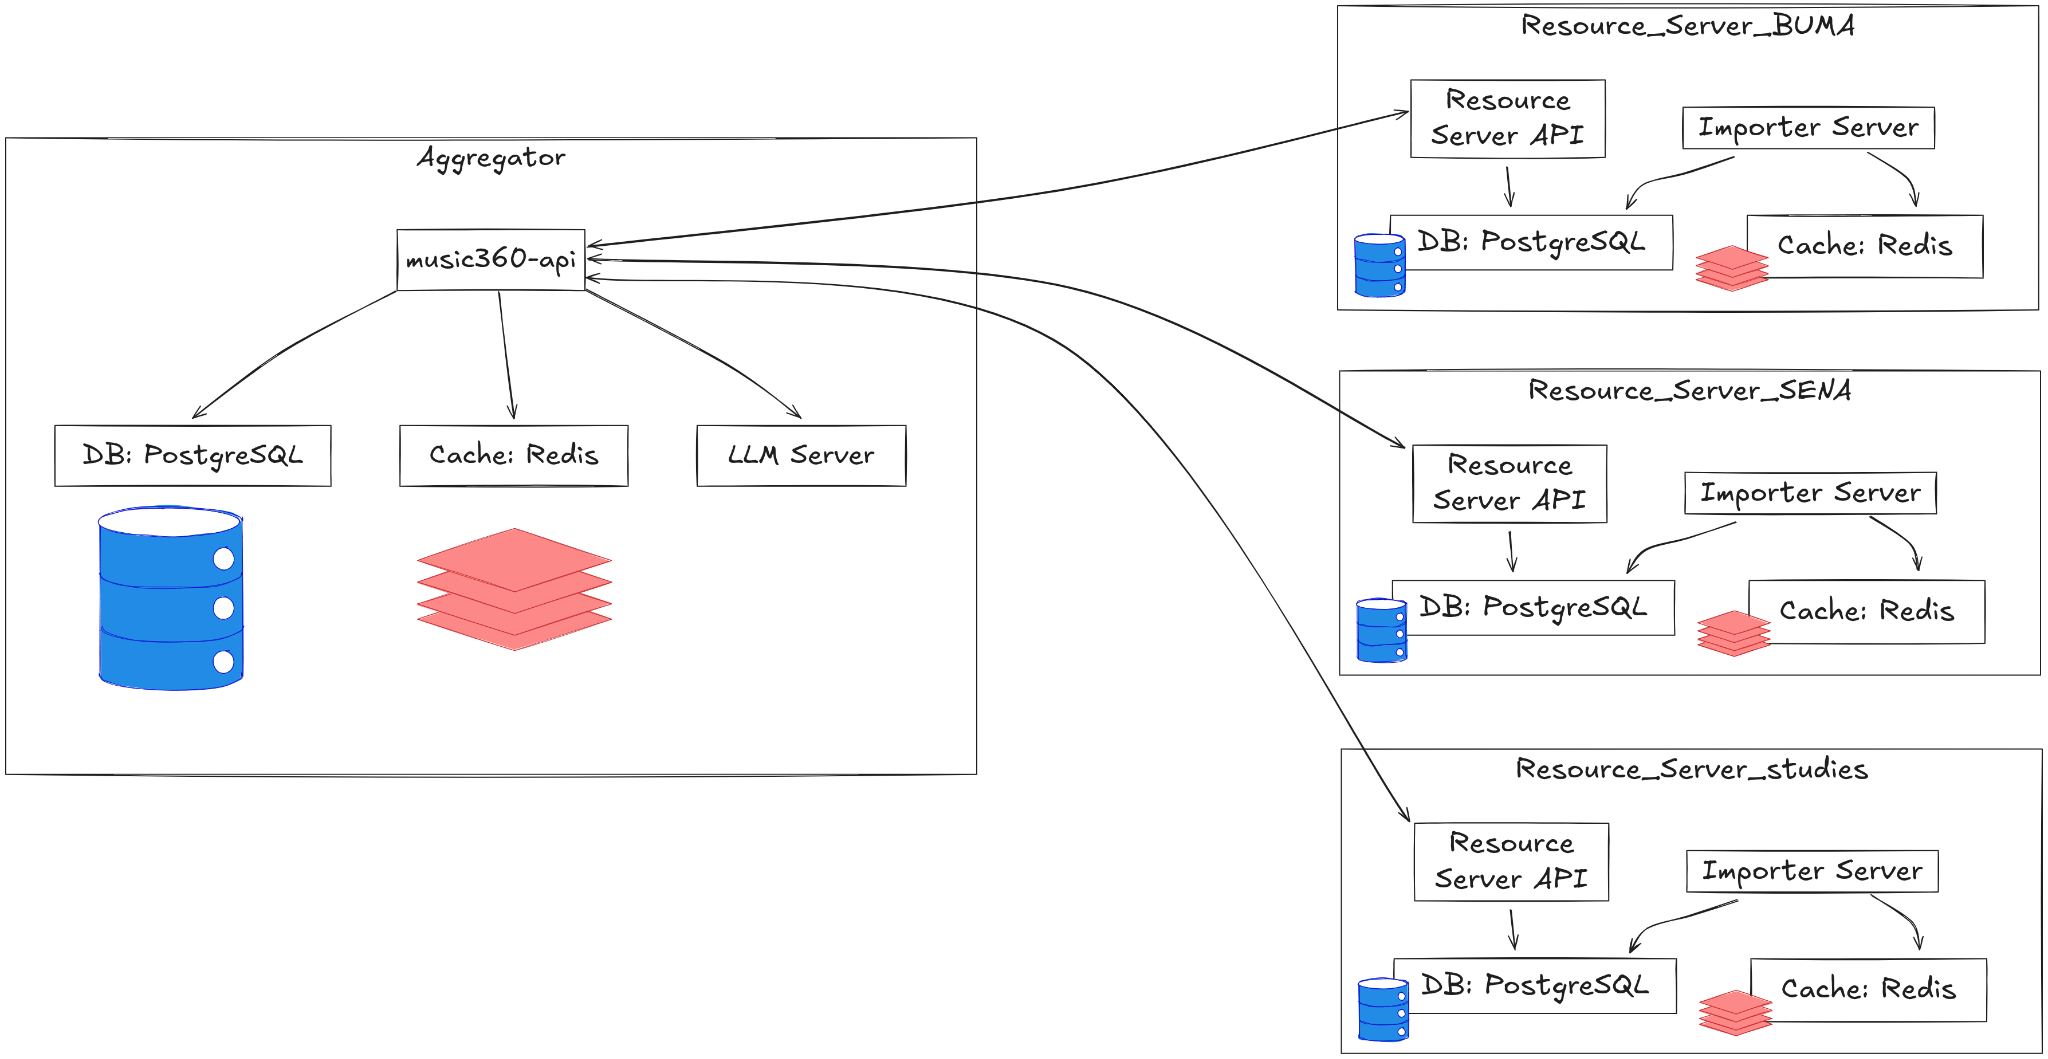 Aggregator
music360-api
DB: PostgreSQL
Cache: Redis
LLM Server
Resource_Server_BUMA
Resource
Server API
Importer Server
DB: PostgreSQL
Cache: Redis
Resource_Server_SENA
Resource
Server API
Importer Server
DB: PostgreSQL
Cache: Redis
Resource_Server_studies
Resource
Server API
Importer Server
DB: PostgreSQL
Cache: Redis